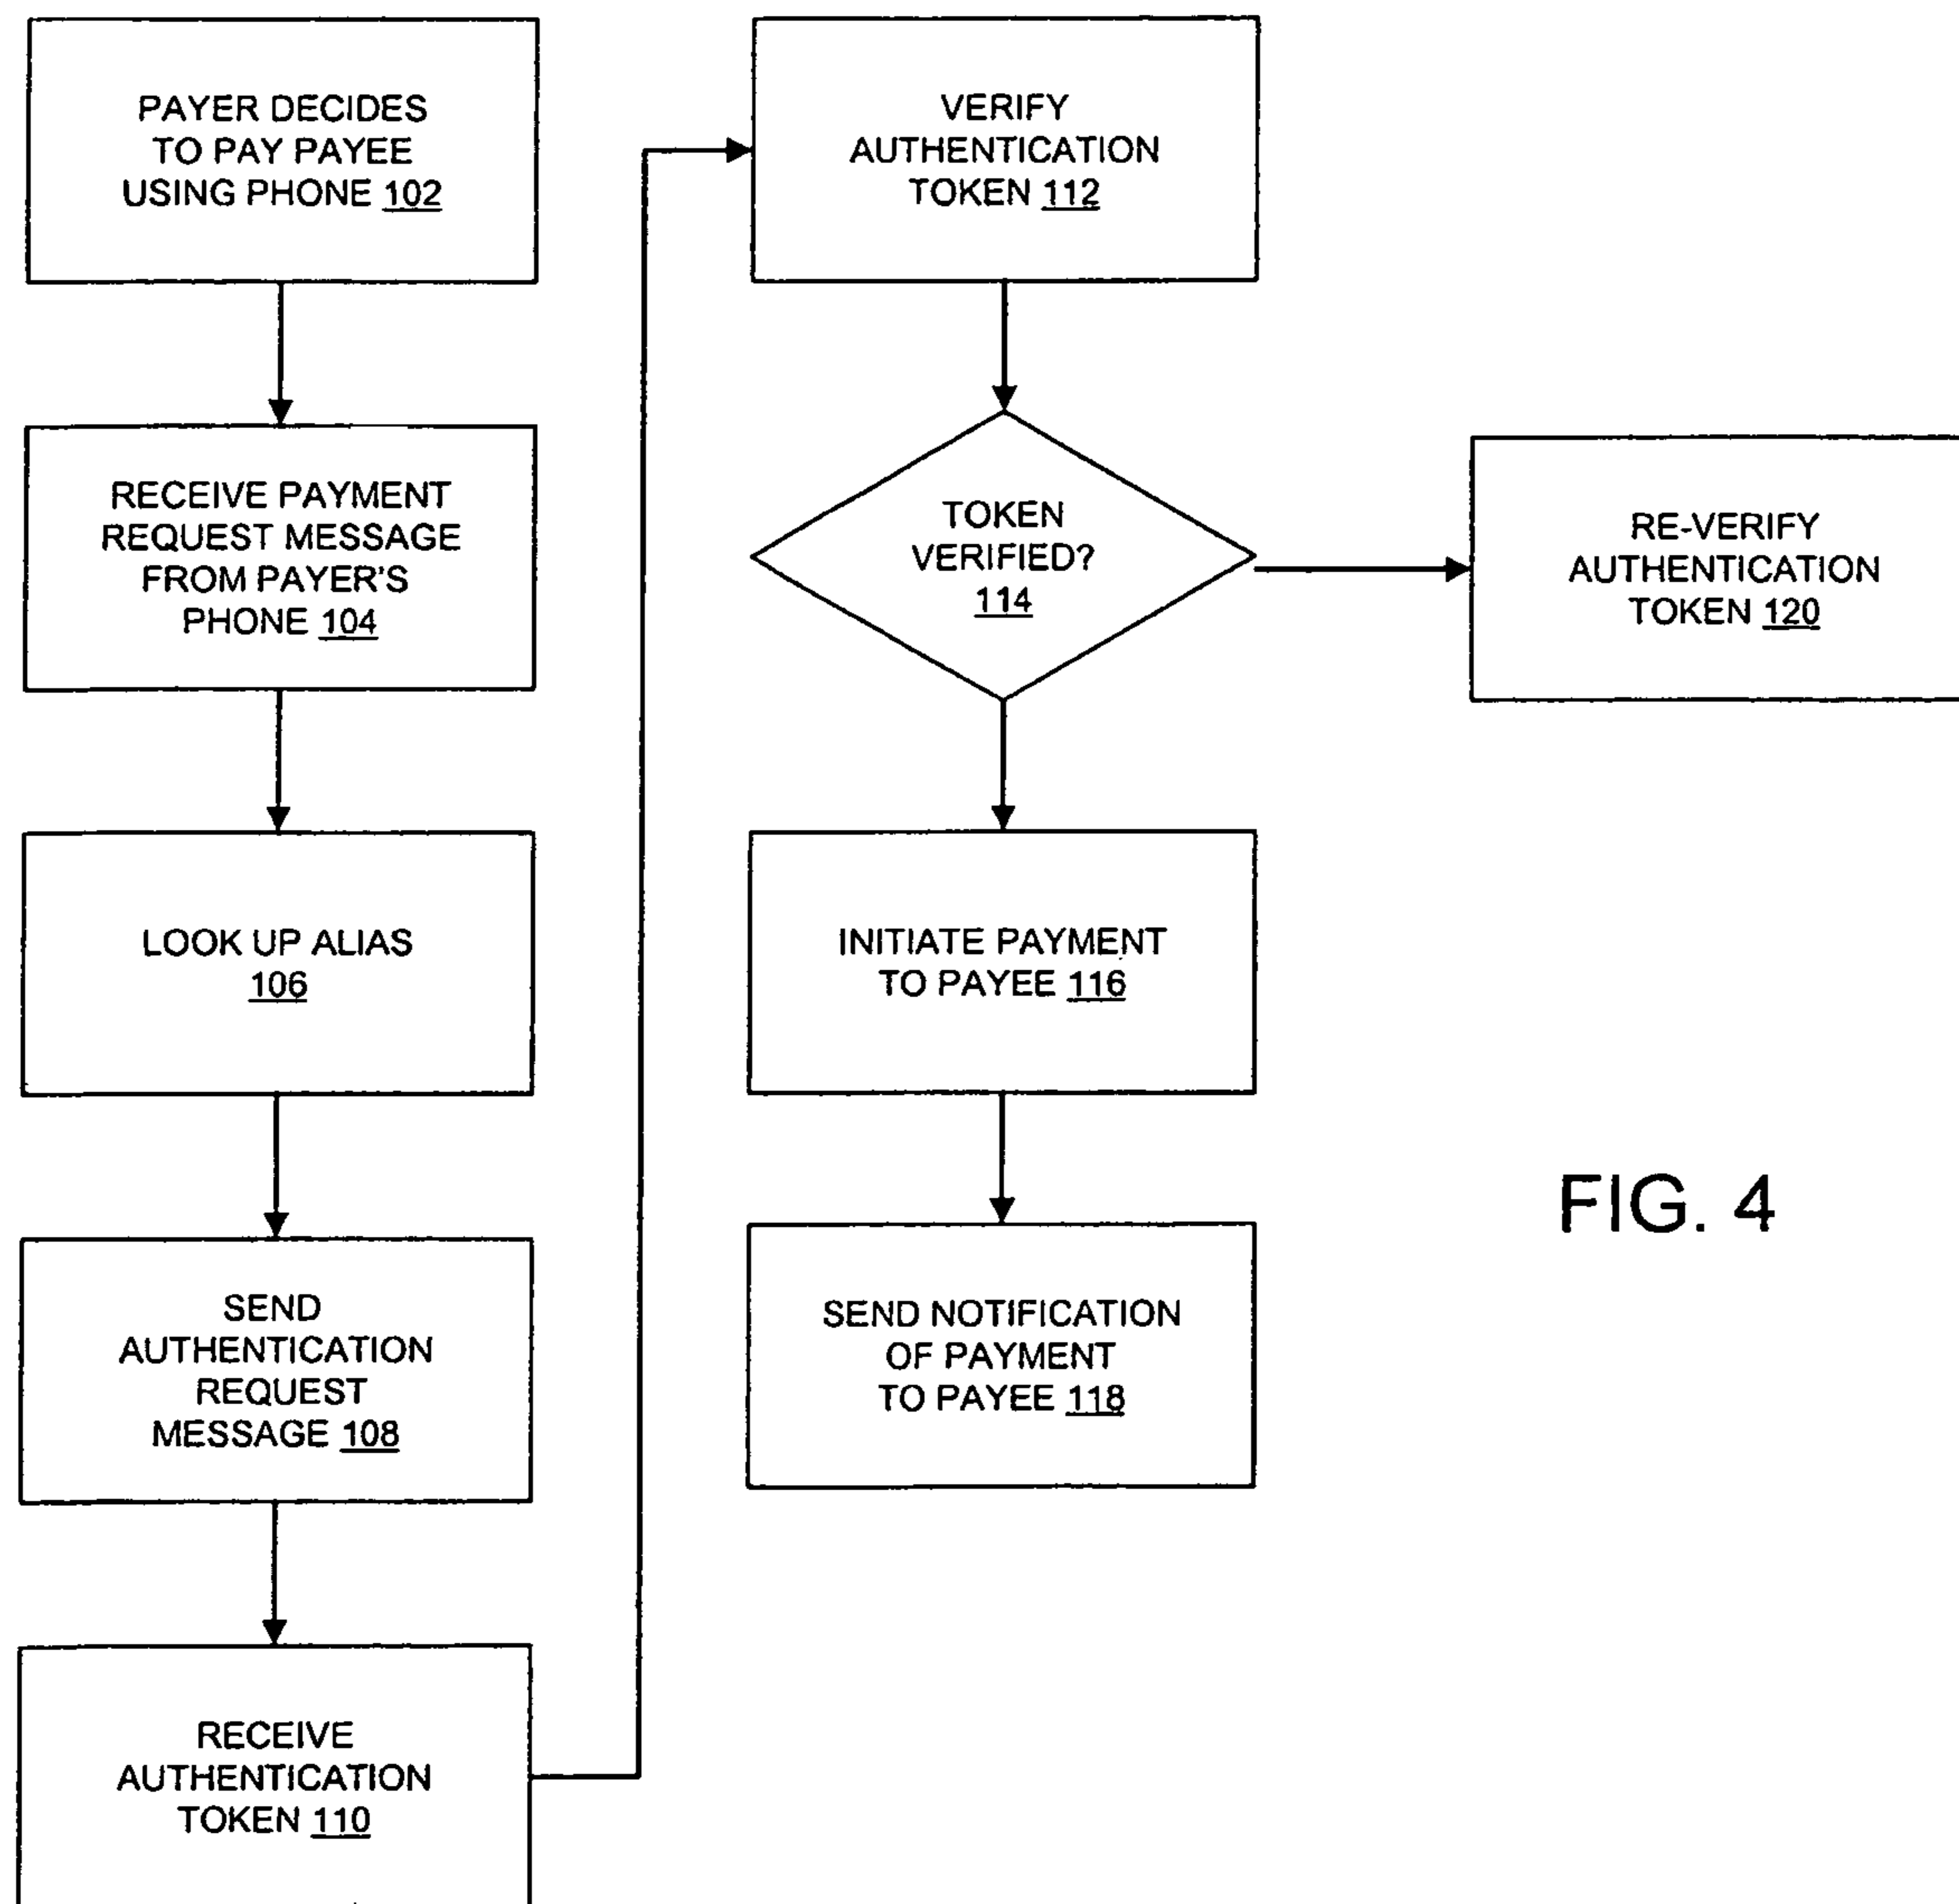 PAYER DECIDES
TO PAY PAYEE
USING PHONE 102
RECEIVE PAYMENT
REQUEST MESSAGE
FROM PAYER'S
PHONE 104
LOOK UP ALIAS
106
SEND
AUTHENTICATION
REQUEST
MESSAGE 108
RECEIVE
AUTHENTICATION
TOKEN 110
VERIFY
AUTHENTICATION
TOKEN 112
TOKEN
VERIFIED?
114
INITIATE PAYMENT
TO PAYEE 116
SEND NOTIFICATION
OF PAYMENT
TO PAYEE 118
RE-VERIFY
AUTHENTICATION
TOKEN 120
FIG. 4